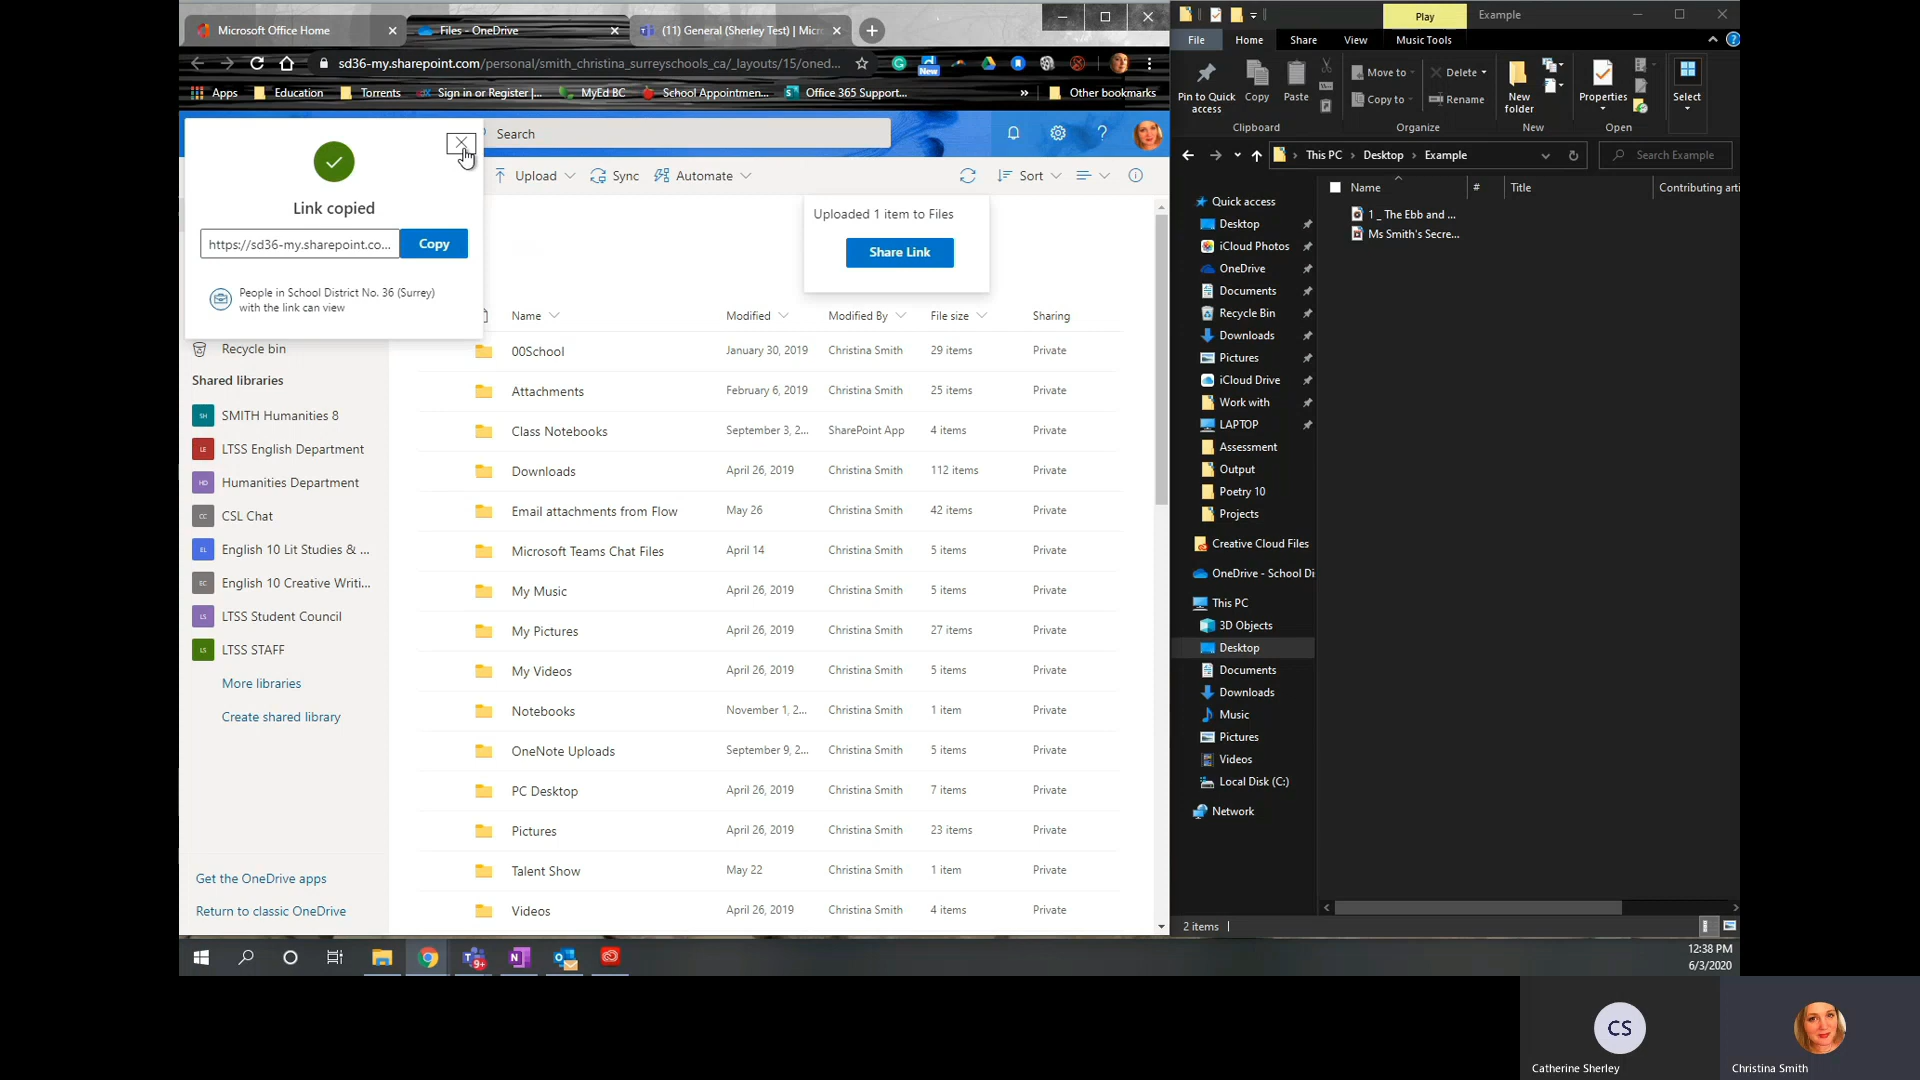 Microsoft Office Home
Files - OneDrive
(11) General (Sherley Test) | Micr
sd36-my.sharepoint.com/personal/smith_christina_surreyschools_ca/_layouts/15/oned...
New
Apps
Education
Torrents
Sign in or Register |...
MyEd BC
School Appointmen...
Office 365 Support...
»
Other bookmarks
Search
Upload
Sync
Automate
Sort
Link copied
https://sd36-my.sharepoint.co...
Copy
People in School District No. 36 (Surrey)
with the link can view
Uploaded 1 item to Files
Share Link
Recycle bin
Shared libraries
SH SMITH Humanities 8
LE LTSS English Department
HD Humanities Department
CC CSL Chat
EL English 10 Lit Studies & ...
EC English 10 Creative Writi...
LS LTSS Student Council
LS LTSS STAFF
More libraries
Create shared library
Get the OneDrive apps
Return to classic OneDrive
Name Modified Modified By File size Sharing
00School January 30, 2019 Christina Smith 29 items Private
Attachments February 6, 2019 Christina Smith 25 items Private
Class Notebooks September 3, 2... SharePoint App 4 items Private
Downloads April 26, 2019 Christina Smith 112 items Private
Email attachments from Flow May 26 Christina Smith 42 items Private
Microsoft Teams Chat Files April 14 Christina Smith 5 items Private
My Music April 26, 2019 Christina Smith 5 items Private
My Pictures April 26, 2019 Christina Smith 27 items Private
My Videos April 26, 2019 Christina Smith 5 items Private
Notebooks November 1, 2... Christina Smith 1 item Private
OneNote Uploads September 9, 2... Christina Smith 5 items Private
PC Desktop April 26, 2019 Christina Smith 7 items Private
Pictures April 26, 2019 Christina Smith 23 items Private
Talent Show May 22 Christina Smith 1 item Private
Videos April 26, 2019 Christina Smith 4 items Private
Play
Example
File Home Share View Music Tools
Pin to Quick
access
Copy
Paste
Move to
Copy to
Delete
Rename
New
folder
Properties
Select
Clipboard Organize New Open
This PC > Desktop > Example
Search Example
Name # Title Contributing arti
1 _ The Ebb and ...
Ms Smith's Secre...
Quick access
Desktop
iCloud Photos
OneDrive
Documents
Recycle Bin
Downloads
Pictures
iCloud Drive
Work with
LAPTOP
Assessment
Output
Poetry 10
Projects
Creative Cloud Files
OneDrive - School Di
This PC
3D Objects
Desktop
Documents
Downloads
Music
Pictures
Videos
Local Disk (C:)
Network
2 items
9+
12:38 PM
6/3/2020
CS
Catherine Sherley
Christina Smith